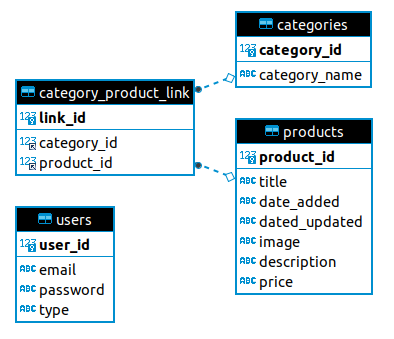 categories
123 category_id
ABC category_name
category_product_link
123 link_id
123 category_id
123 product_id
products
123 product_id
ABC title
ABC date_added
ABC dated_updated
ABC image
ABC description
ABC price
users
123 user_id
ABC email
ABC password
ABC type